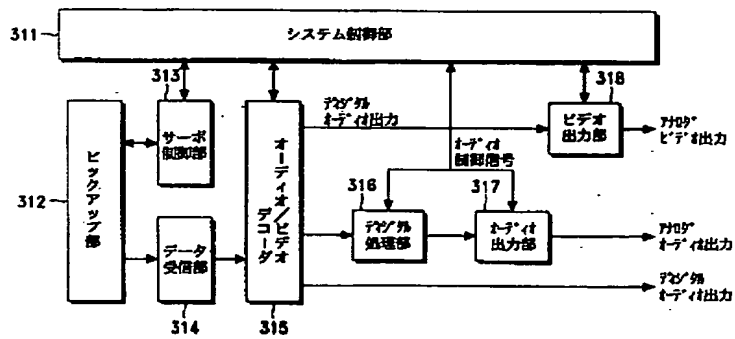 311
システム制御部
313
318
312
ピックアップ部
サーボ
制御部
オーディオ/ビデオ
デコーダ
デジタル
オーディオ出力
ビデオ
出力部
アナログ
ビデオ出力
オーディオ
制御信号
316
317
データ
受信部
デジタル
処理部
オーディオ
出力部
アナログ
オーディオ出力
デジタル
オーディオ出力
314
315